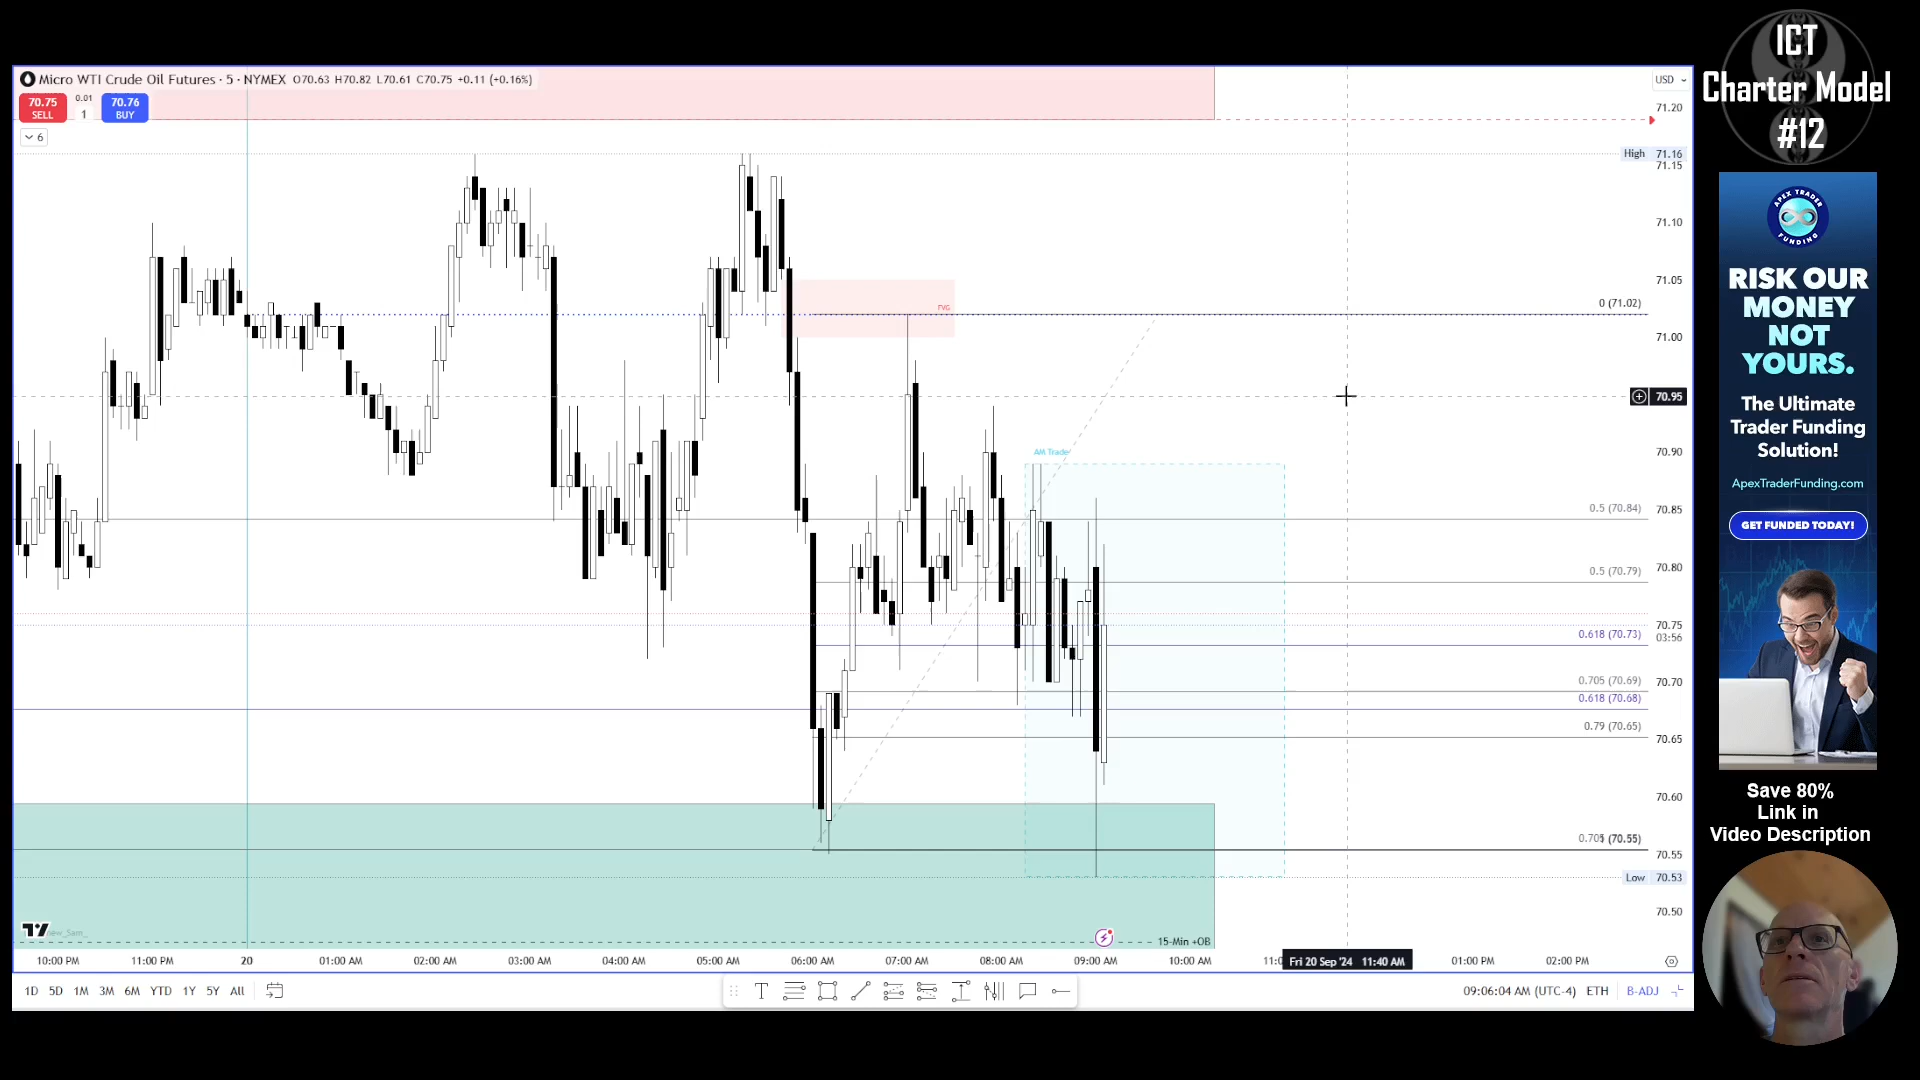 ICT
Charter Model
#12
Micro WTI Crude Oil Futures · 5 · NYMEX O70.63 H70.82 L70.61 C70.75 +0.11 (+0.16%)
USD
70.75
SELL
0.01
1
70.76
BUY
6
71.20
High 71.16
71.15
71.10
71.05
71.00
70.95
70.90
70.85
70.80
70.75
03:56
70.70
70.65
70.60
70.55
Low 70.53
70.50
FVG
0 (71.02)
AM Trade
0.5 (70.84)
0.5 (70.79)
0.618 (70.73)
0.705 (70.69)
0.618 (70.68)
0.79 (70.65)
(70.55)
15-Min +OB
10:00 PM
11:00 PM
20
01:00 AM
02:00 AM
03:00 AM
04:00 AM
05:00 AM
06:00 AM
07:00 AM
08:00 AM
09:00 AM
10:00 AM
Fri 20 Sep '24 11:40 AM
01:00 PM
02:00 PM
1D 5D 1M 3M 6M YTD 1Y 5Y All
T
09:06:04 AM (UTC-4) ETH B-ADJ
APEX TRADER
FUNDING
RISK OUR
MONEY
NOT
YOURS.
The Ultimate
Trader Funding
Solution!
ApexTraderFunding.com
GET FUNDED TODAY!
Save 80%
Link in
Video Description